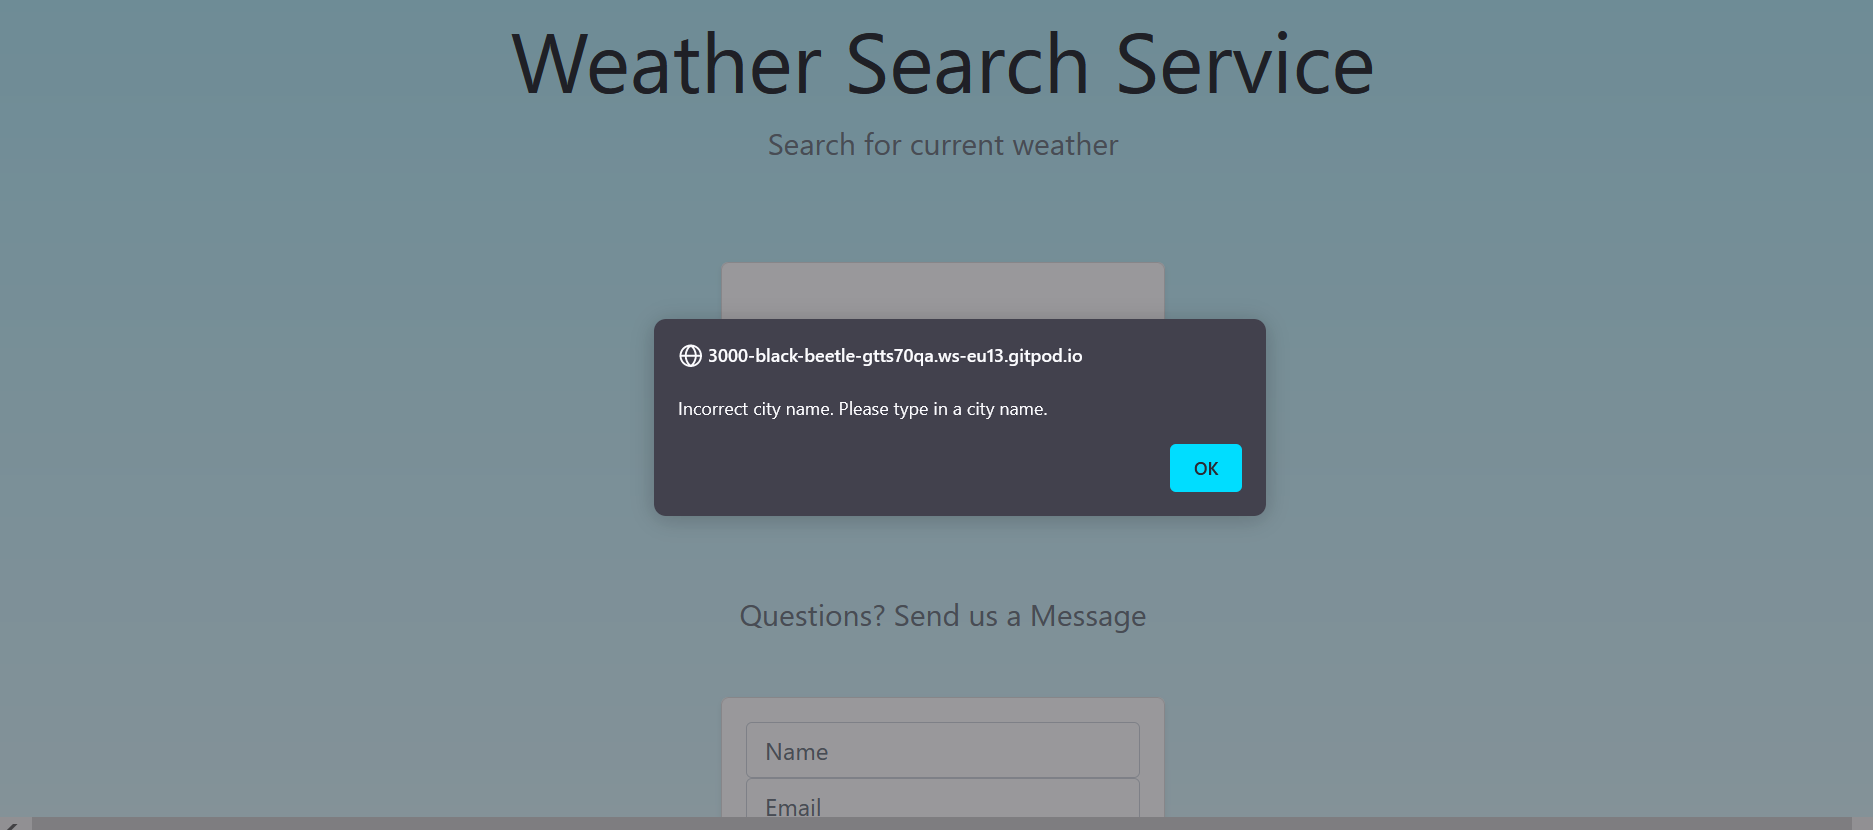 Weather Search Service
Search for current weather
3000-black-beetle-gtts70qa.ws-eu13.gitpod.io
Incorrect city name. Please type in a city name.
OK
Questions? Send us a Message
Name
Email